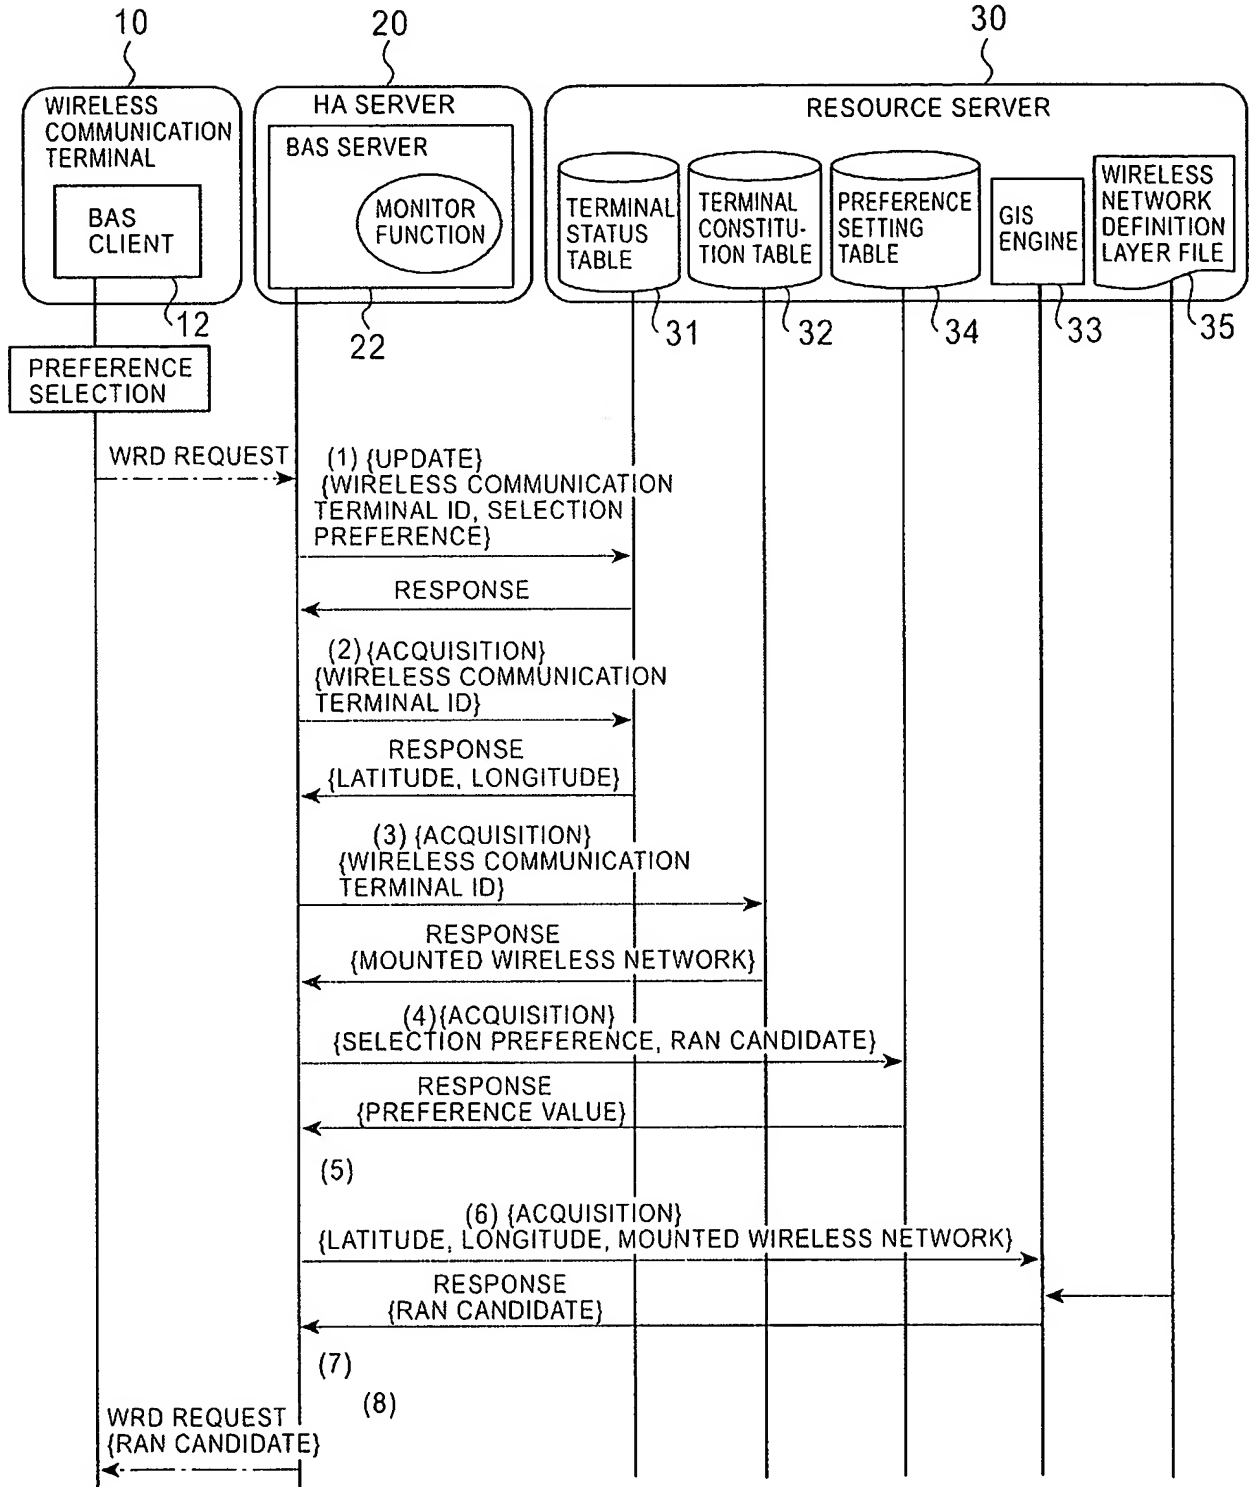 10
20
30
WIRELESS
COMMUNICATION
TERMINAL
BAS
CLIENT
12
HA SERVER
BAS SERVER
MONITOR
FUNCTION
22
RESOURCE SERVER
TERMINAL
STATUS
TABLE
31
TERMINAL
CONSTITU-
TION TABLE
32
PREFERENCE
SETTING
TABLE
34
GIS
ENGINE
33
WIRELESS
NETWORK
DEFINITION
LAYER FILE
35
PREFERENCE
SELECTION
WRD REQUEST
(1) {UPDATE}
{WIRELESS COMMUNICATION
TERMINAL ID, SELECTION
PREFERENCE}
RESPONSE
(2) {ACQUISITION}
{WIRELESS COMMUNICATION
TERMINAL ID}
RESPONSE
{LATITUDE, LONGITUDE}
(3) {ACQUISITION}
{WIRELESS COMMUNICATION
TERMINAL ID}
RESPONSE
{MOUNTED WIRELESS NETWORK}
(4) {ACQUISITION}
{SELECTION PREFERENCE, RAN CANDIDATE}
RESPONSE
{PREFERENCE VALUE}
(5)
(6) {ACQUISITION}
{LATITUDE, LONGITUDE, MOUNTED WIRELESS NETWORK}
RESPONSE
{RAN CANDIDATE}
(7)
(8)
WRD REQUEST
{RAN CANDIDATE}